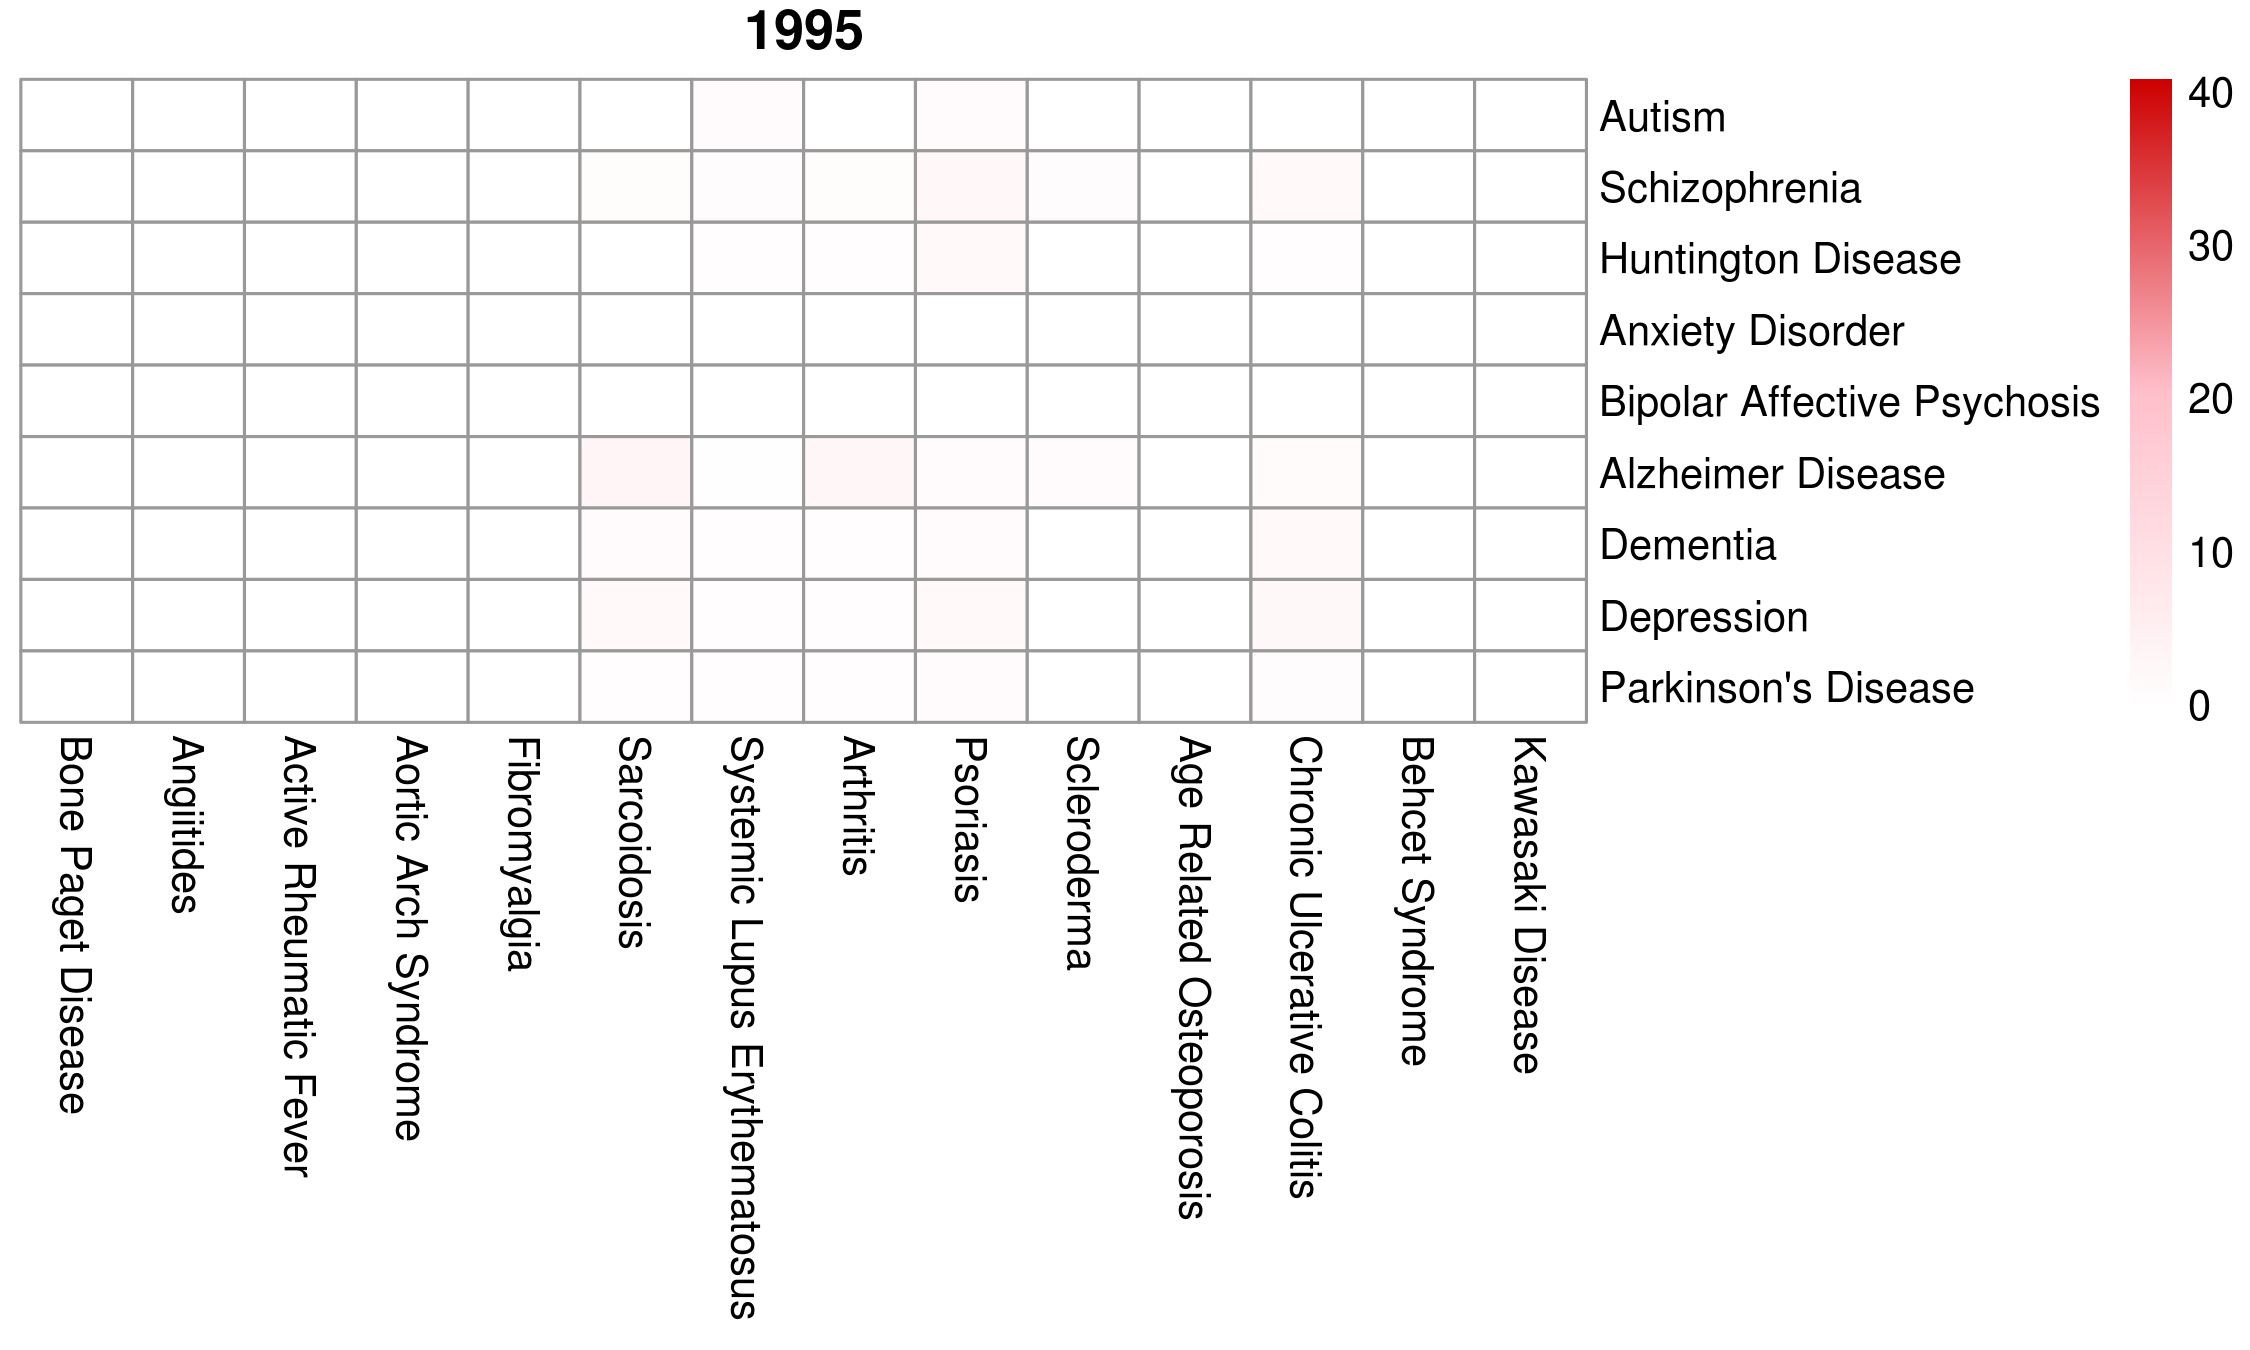 1995
Autism
Schizophrenia
Huntington Disease
Anxiety Disorder
Bipolar Affective Psychosis
Alzheimer Disease
Dementia
Depression
Parkinson's Disease
40
30
20
10
0
Bone Paget Disease
Angiitides
Active Rheumatic Fever
Aortic Arch Syndrome
Fibromyalgia
Sarcoidosis
Systemic Lupus Erythematosus
Arthritis
Psoriasis
Scleroderma
Age Related Osteoporosis
Chronic Ulcerative Colitis
Behcet Syndrome
Kawasaki Disease